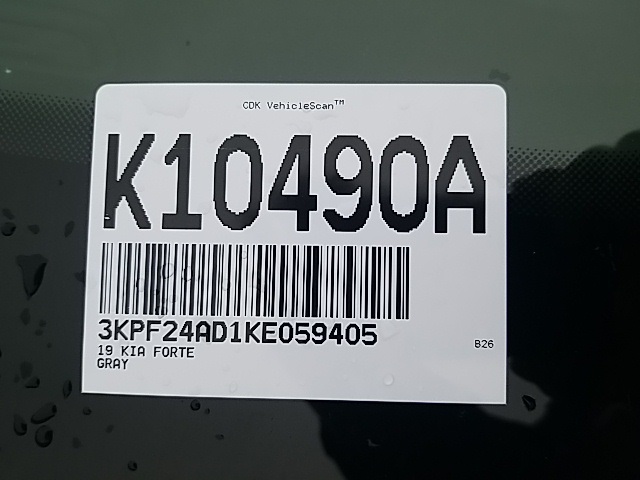 CDK VehicleScan™
K10490A
3KPF24AD1KE059405
19 KIA FORTE
GRAY
B26